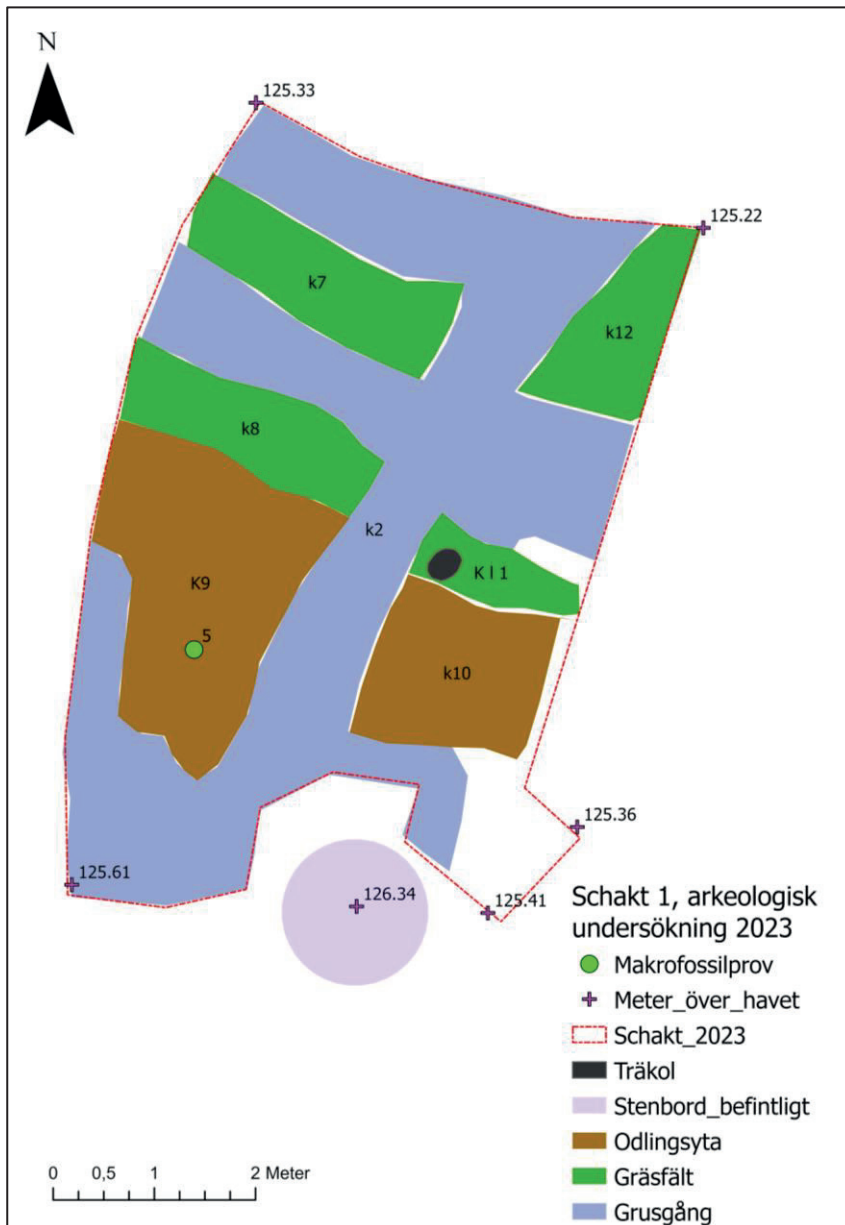 N
125.33
125.22
k7
k12
k8
k2
K l 1
K9
5
k10
125.36
125.61
126.34
125.41
Schakt 1, arkeologisk
undersökning 2023
Makrofossilprov
Meter_över_havet
Schakt_2023
Träkol
Stenbord_befintligt
Odlingsyta
Gräsfält
Grusgång
0 0,5 1 2 Meter